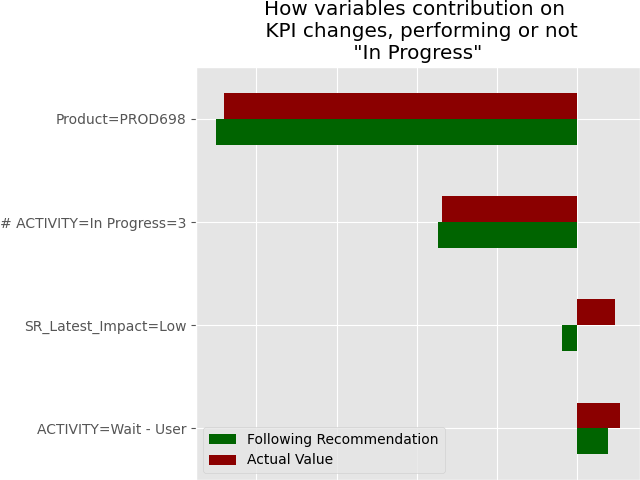 How variables contribution on
KPI changes, performing or not
"In Progress"
Product=PROD698
# ACTIVITY=In Progress=3
SR_Latest_Impact=Low
ACTIVITY=Wait - User
Following Recommendation
Actual Value